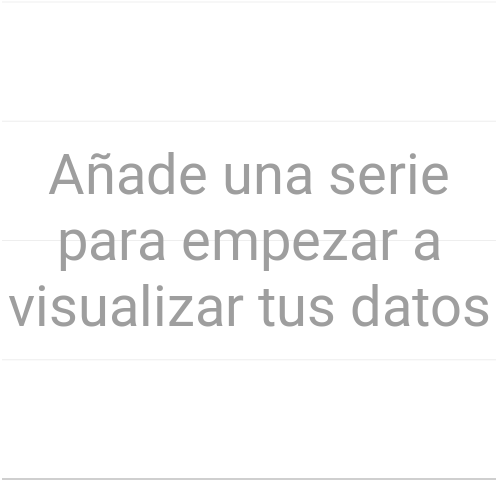 Añade una serie
para empezar a
visualizar tus datos